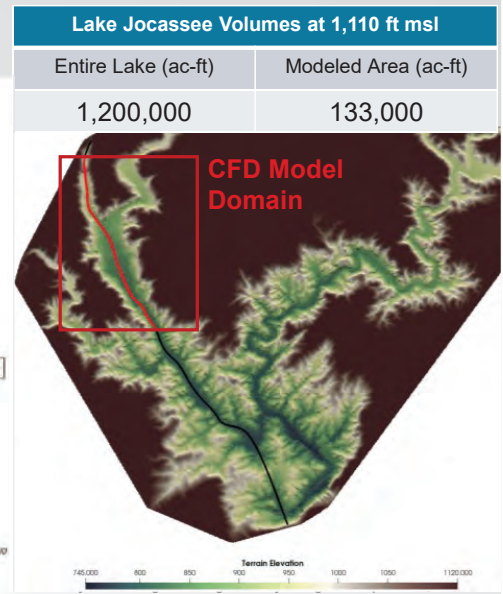 Lake Jocassee Volumes at 1,110 ft msl
Entire Lake (ac-ft) Modeled Area (ac-ft)
1,200,000 133,000
CFD Model
Domain
Terrain Elevation
745.000 800 850 900 950 1000 1050 1120.000